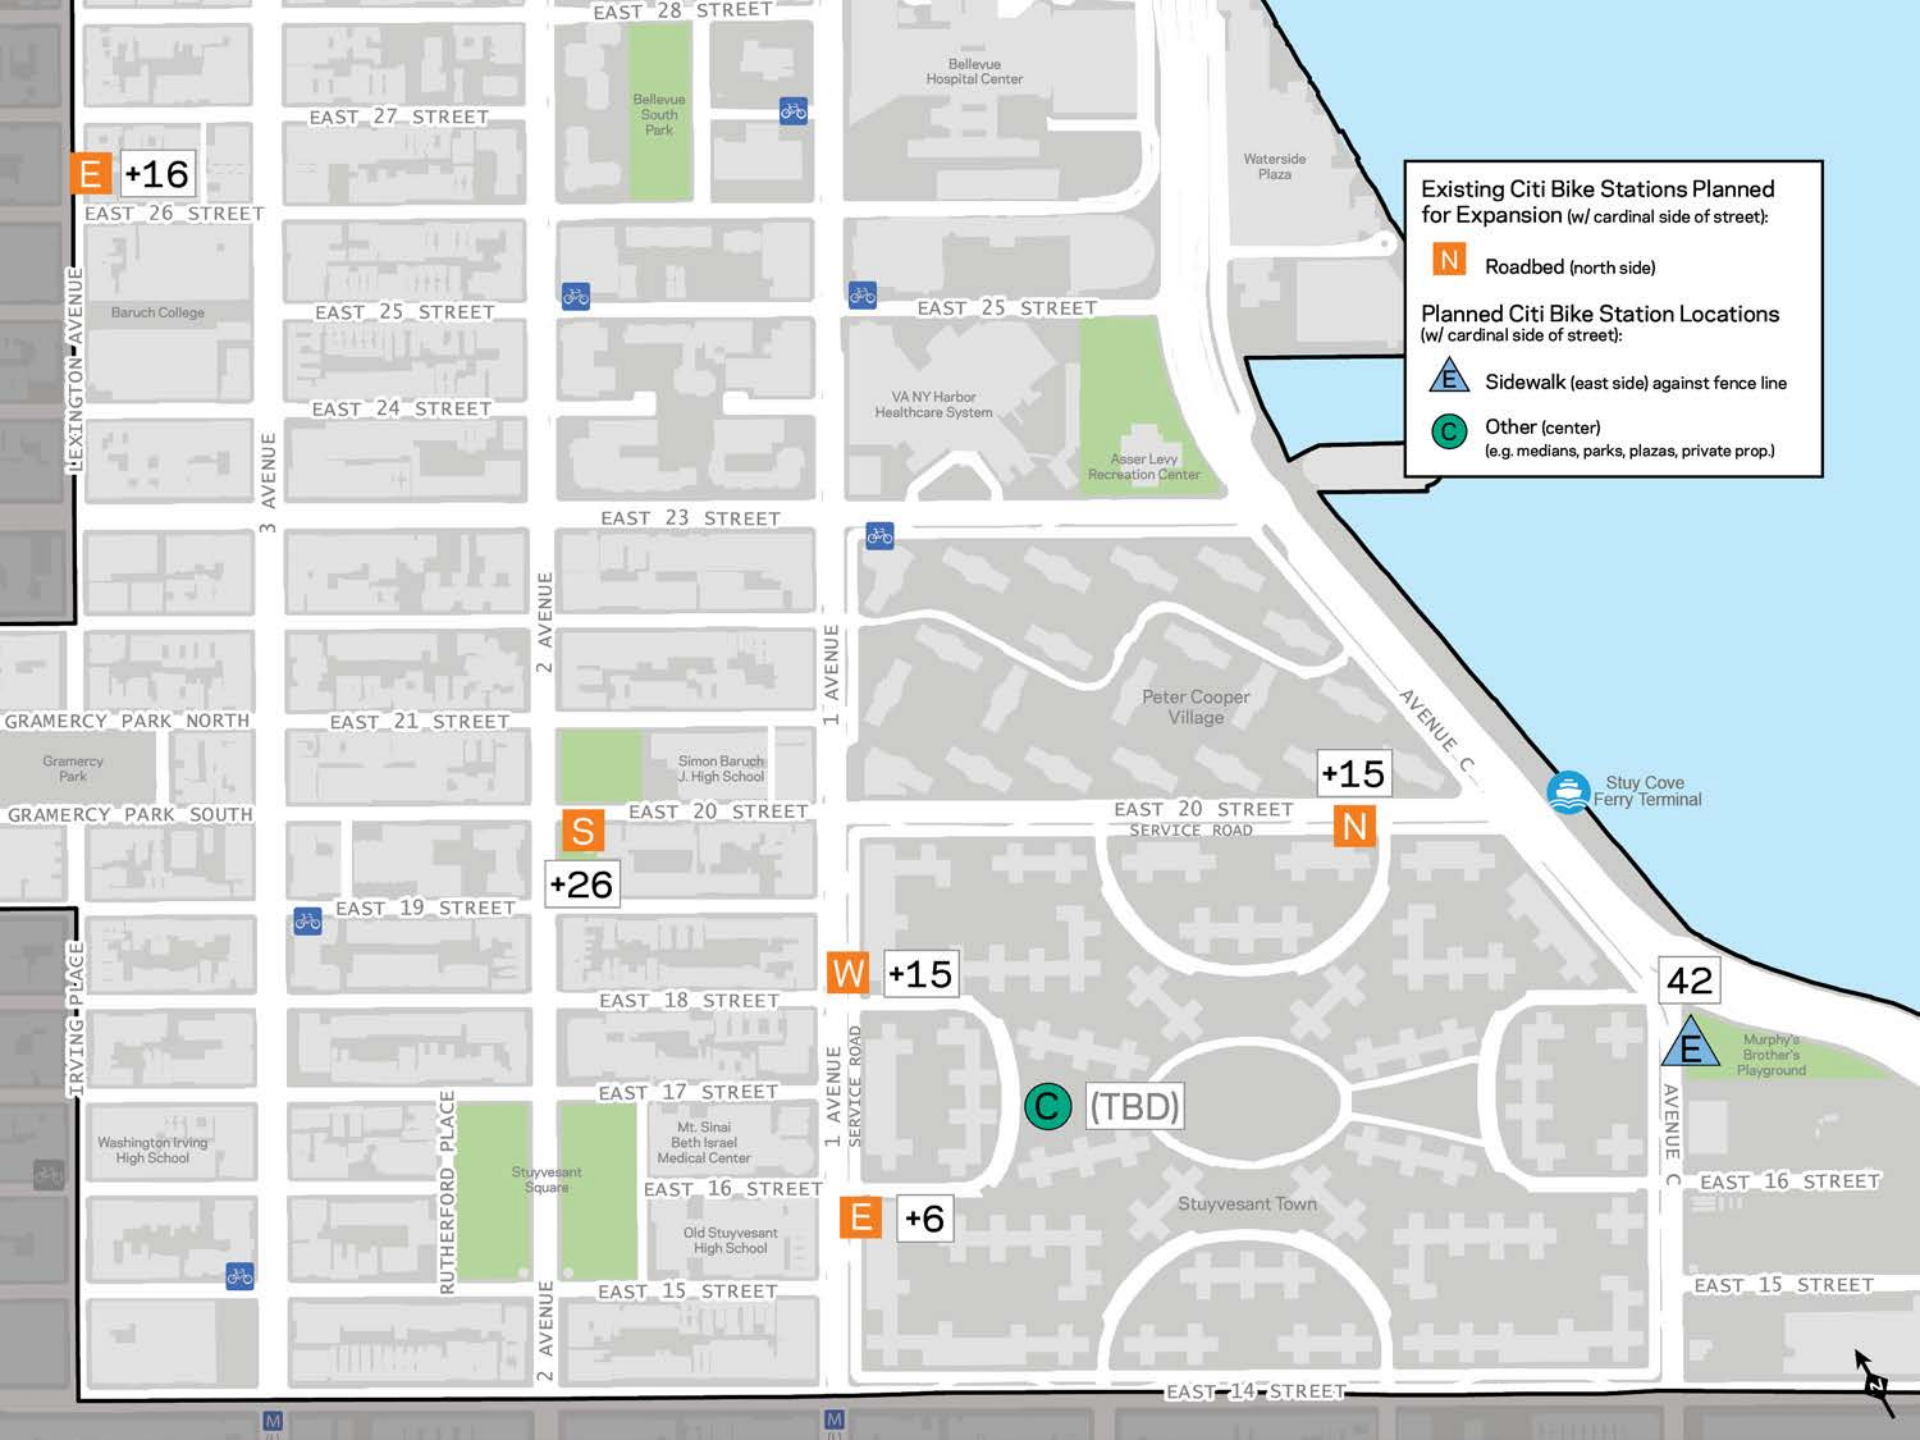 EAST 28 STREET
Bellevue
Hospital Center
Bellevue
South
Park
EAST 27 STREET
Waterside
Plaza
E
+16
EAST 26 STREET
Existing Citi Bike Stations Planned
for Expansion (w/ cardinal side of street):
N
Roadbed (north side)
Planned Citi Bike Station Locations
(w/ cardinal side of street):
E
Sidewalk (east side) against fence line
C
Other (center)
(e.g. medians, parks, plazas, private prop.)
LEXINGTON AVENUE
Baruch College
EAST 25 STREET
EAST 25 STREET
VA NY Harbor
Healthcare System
EAST 24 STREET
3 AVENUE
Asser Levy
Recreation Center
EAST 23 STREET
2 AVENUE
1 AVENUE
Peter Cooper
Village
AVENUE C
GRAMERCY PARK NORTH
EAST 21 STREET
Gramercy
Park
Simon Baruch
J. High School
+15
Stuy Cove
Ferry Terminal
GRAMERCY PARK SOUTH
EAST 20 STREET
EAST 20 STREET
SERVICE ROAD
N
S
+26
EAST 19 STREET
IRVING PLACE
W
+15
EAST 18 STREET
42
E
Murphy's
Brother's
Playground
1 AVENUE
SERVICE ROAD
EAST 17 STREET
C
(TBD)
AVENUE C
RUTHERFORD PLACE
Washington Irving
High School
Mt. Sinai
Beth Israel
Medical Center
Stuyvesant
Square
EAST 16 STREET
EAST 16 STREET
E
+6
Stuyvesant Town
Old Stuyvesant
High School
EAST 15 STREET
EAST 15 STREET
2 AVENUE
EAST 14 STREET
N
M
M